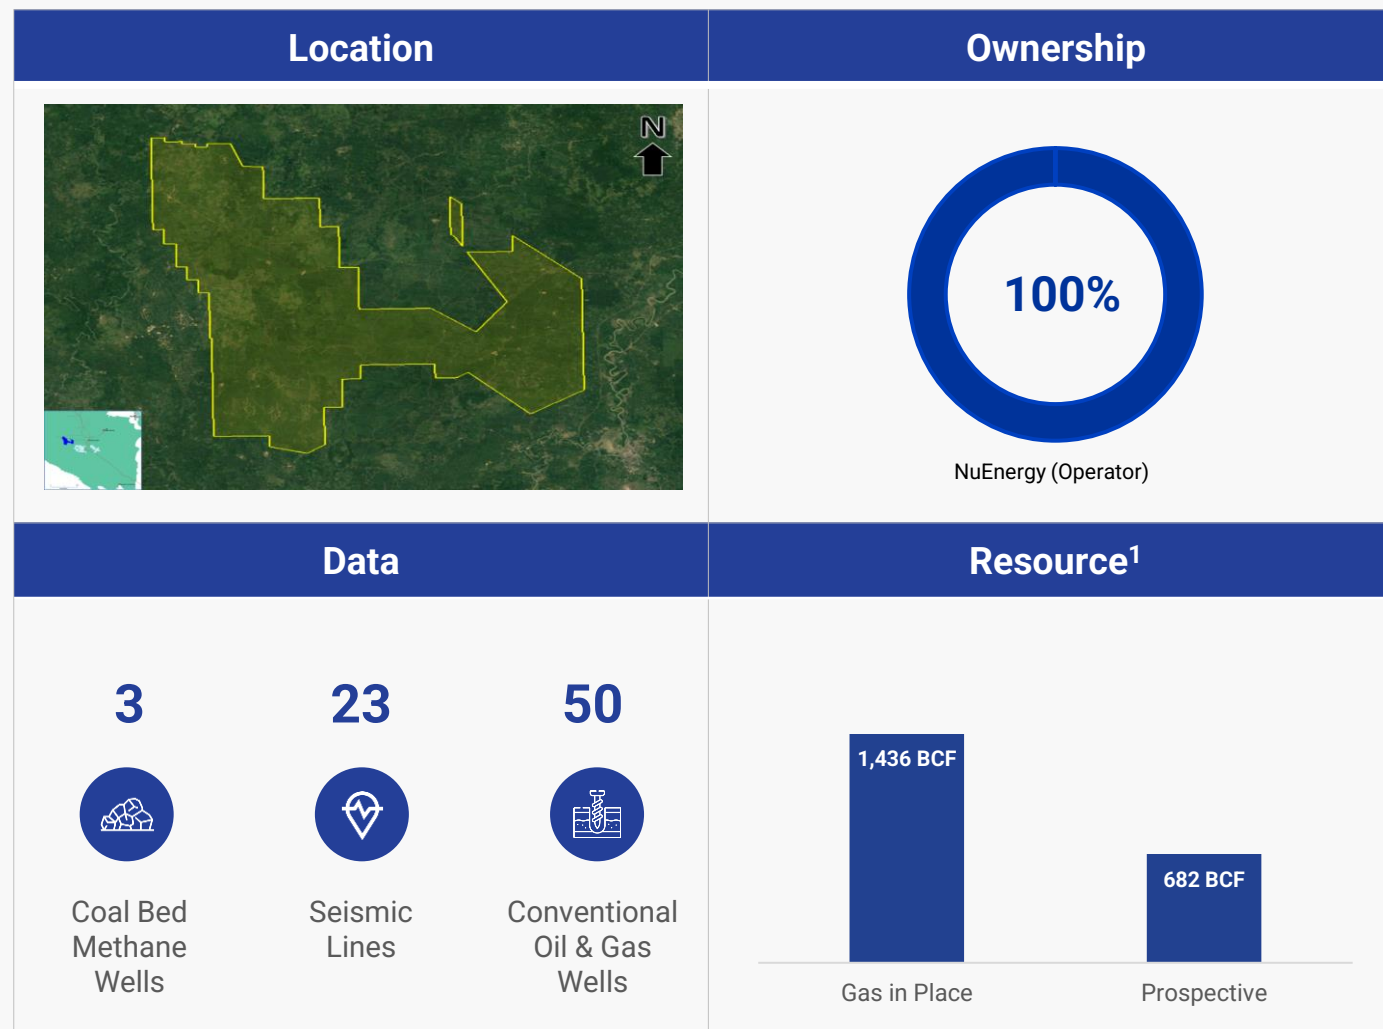 Location
Ownership
N
100%
NuEnergy (Operator)
Data
Resource¹
3
23
50
Coal Bed
Methane
Wells
Seismic
Lines
Conventional
Oil & Gas
Wells
1,436 BCF
682 BCF
Gas in Place
Prospective